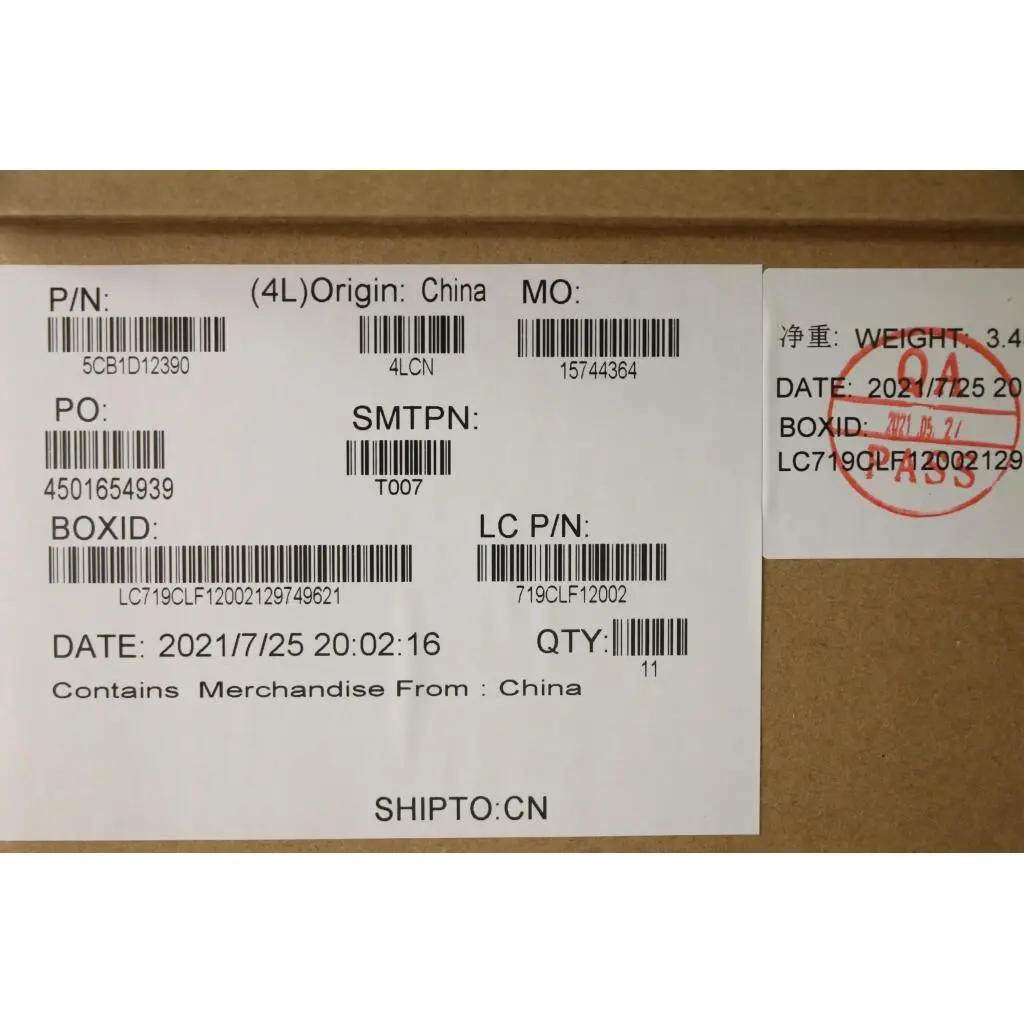 P/N:
(4L)Origin: China
MO:
5CB1D12390
4LCN
15744364
PO:
SMTPN:
4501654939
T007
BOXID:
LC P/N:
LC719CLF12002129749621
719CLF12002
DATE: 2021/7/25 20:02:16
QTY:
11
Contains Merchandise From : China
SHIPTO:CN
净重: WEIGHT: 3.4
DATE: 2021/7/25 20
BOXID:
LC719CLF12002129
QA
PASS